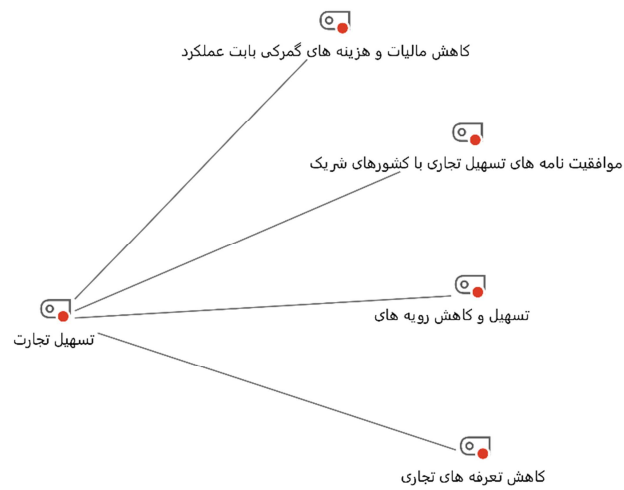 کاهش مالیات و هزینه های گمرکی بابت عملکرد
موافقیت نامه های تسهیل تجاری با کشورهای شریک
تسهیل و کاهش رویه های
تسهیل تجارت
کاهش تعرفه های تجاری